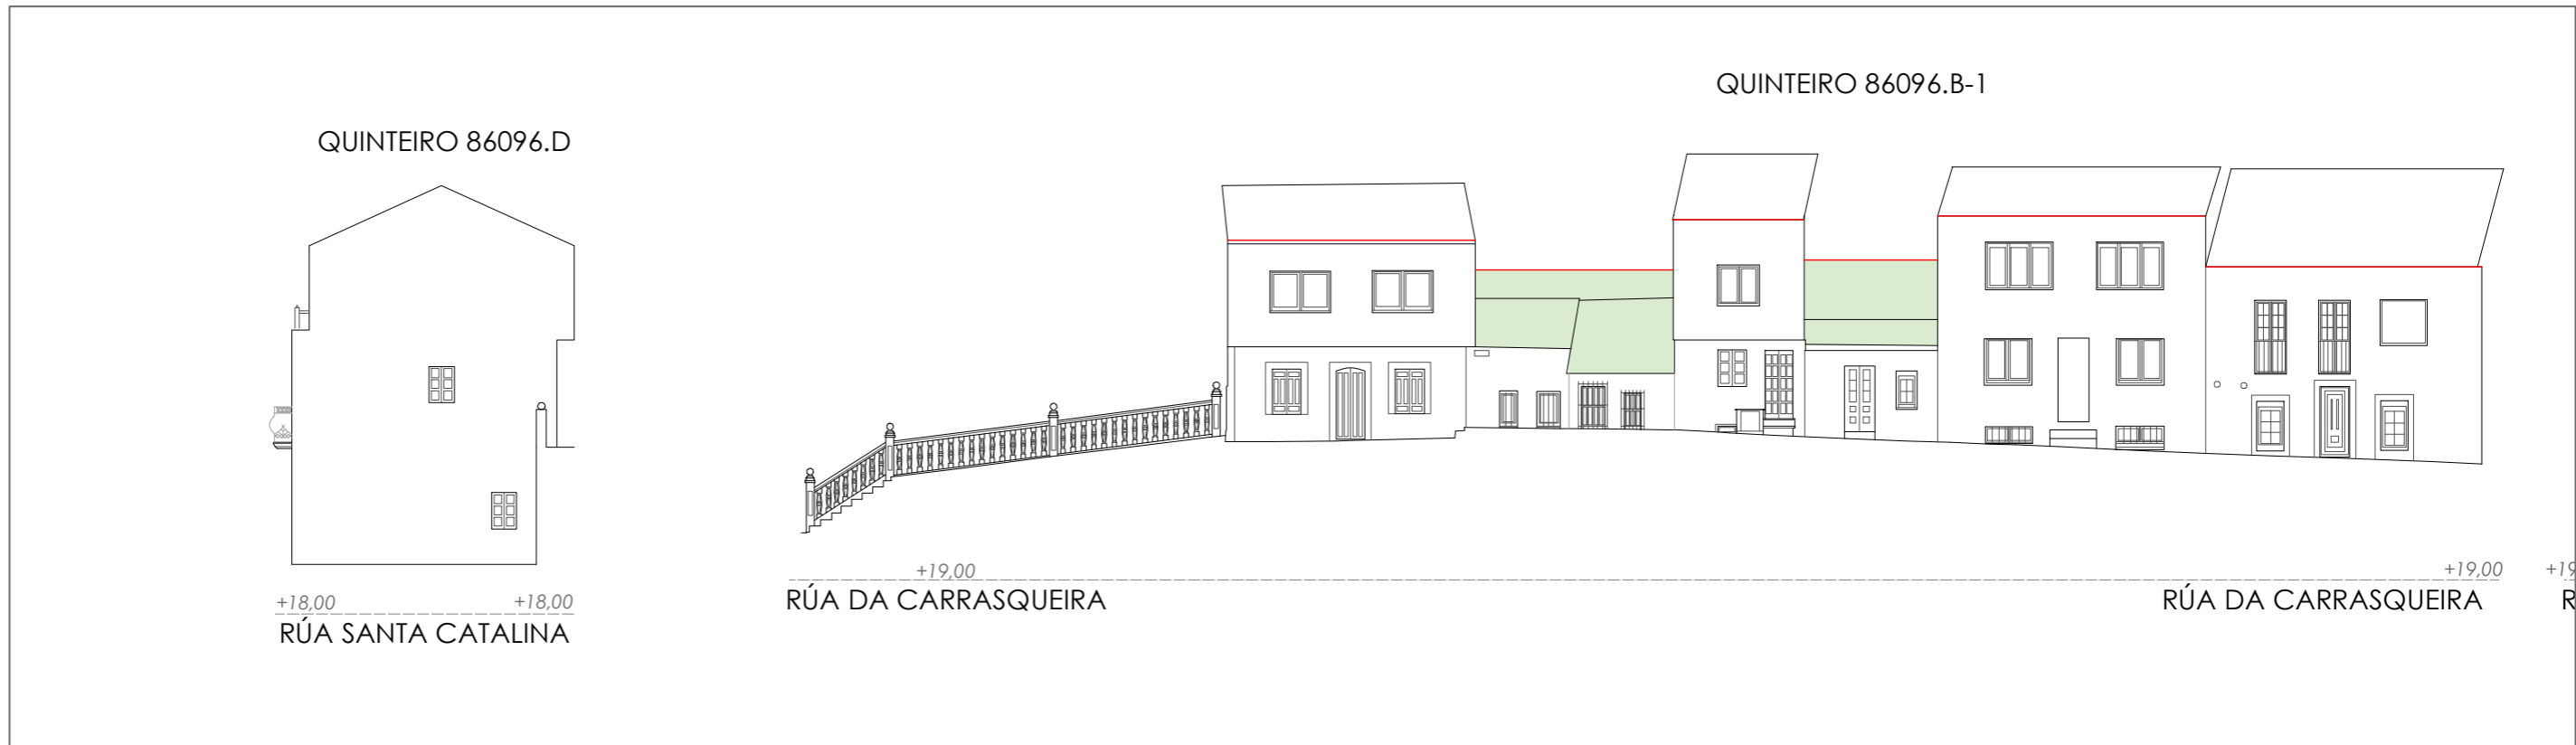 QUINTEIRO 86096.B-1
QUINTEIRO 86096.D
+19,00
+19,00
RÚA DA CARRASQUEIRA
RÚA DA CARRASQUEIRA
+18,00
+18,00
RÚA SANTA CATALINA